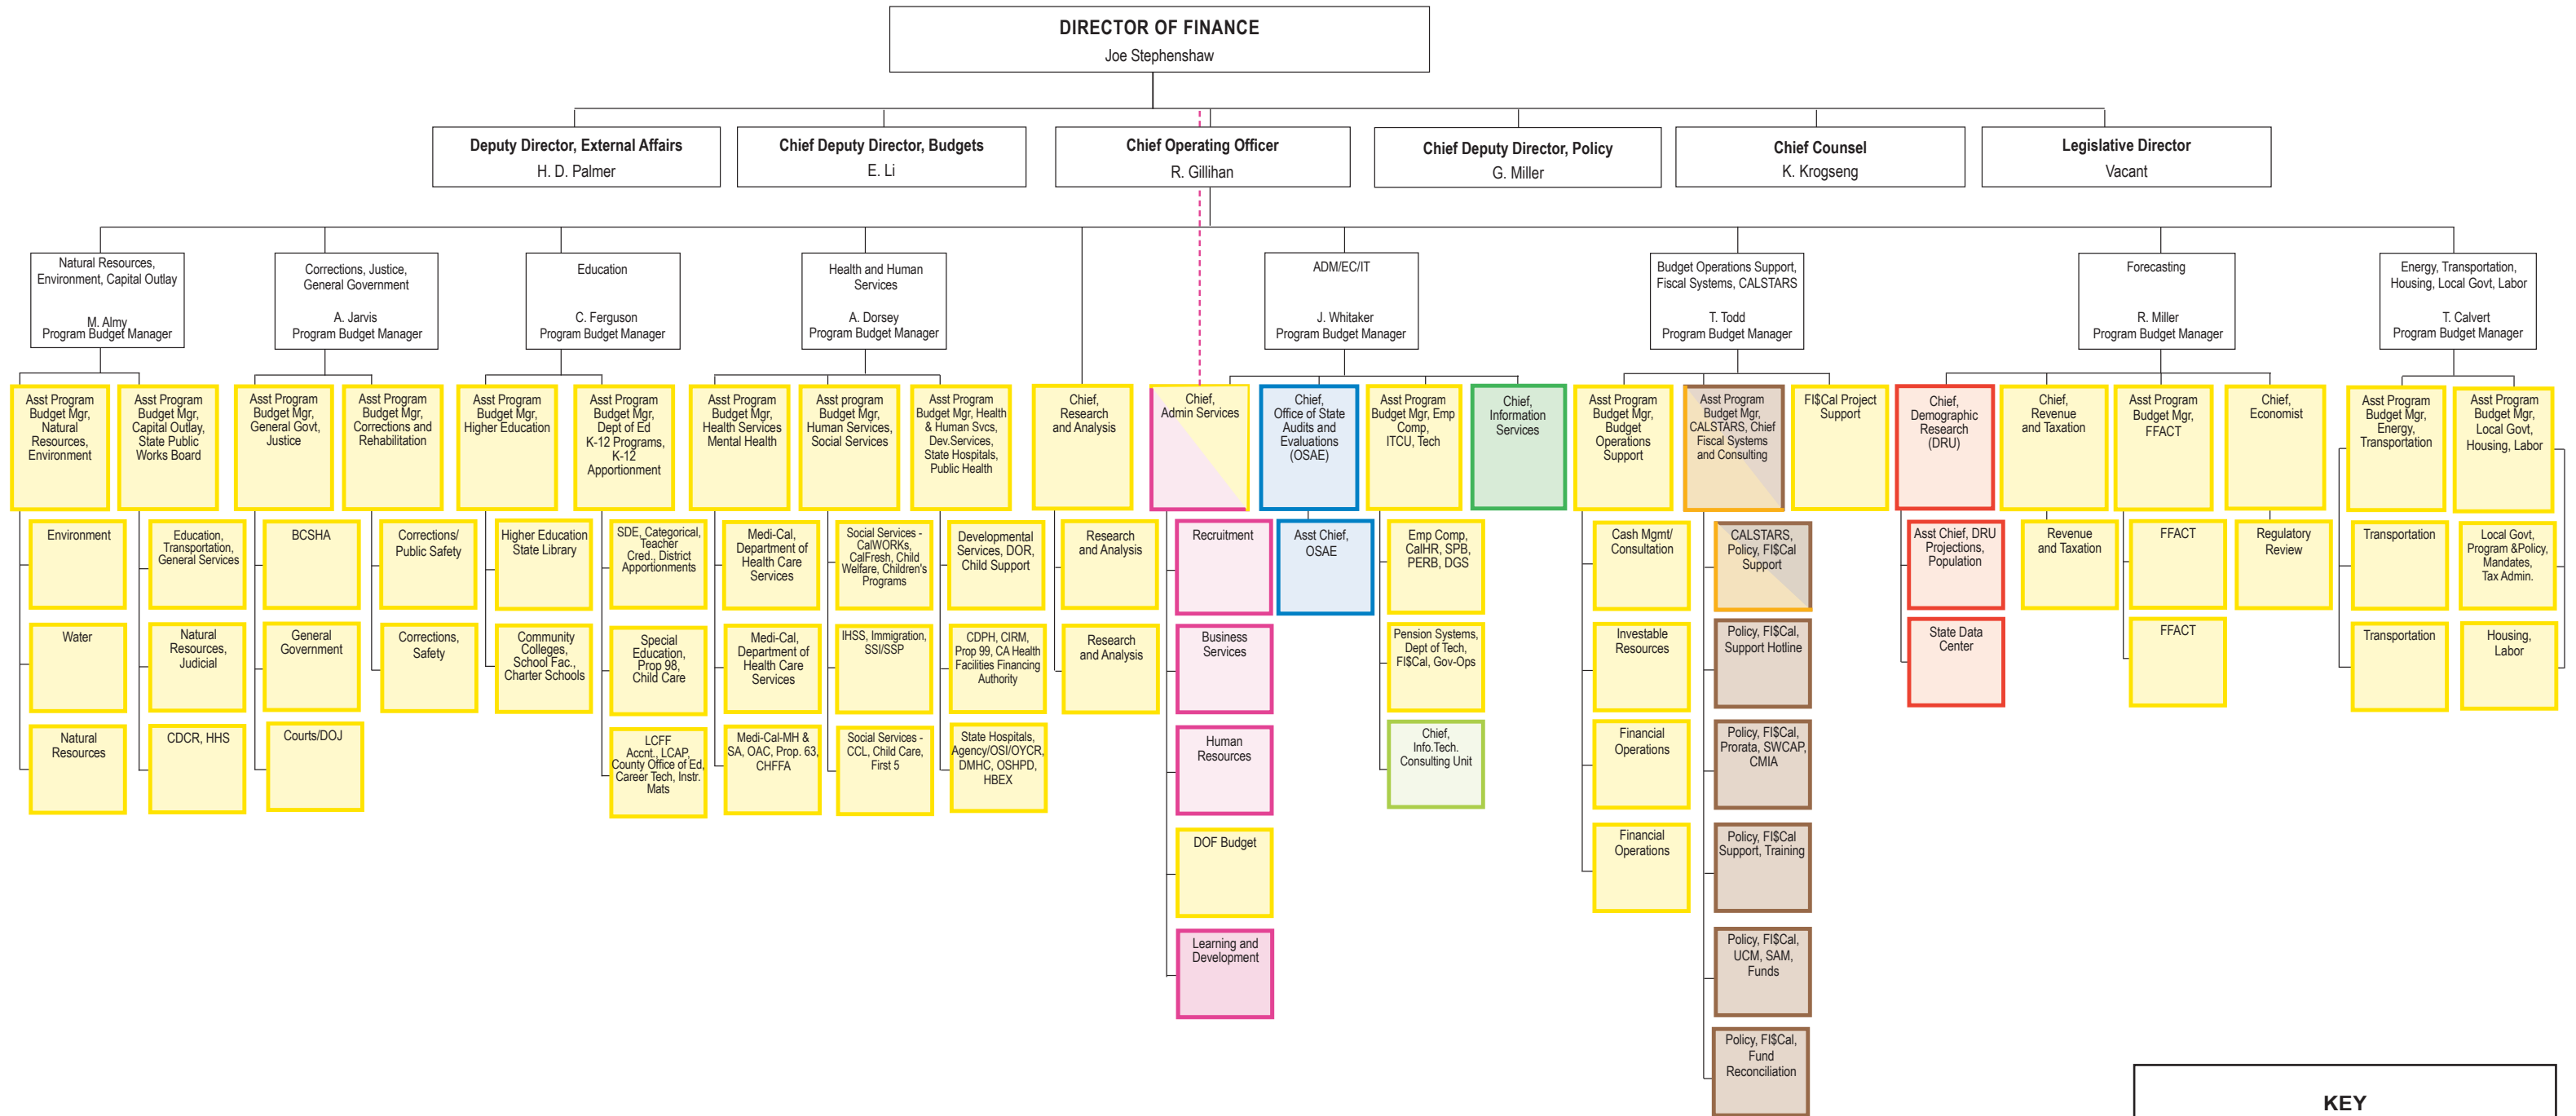 DIRECTOR OF FINANCE
Joe Stephenshaw
Deputy Director, External Affairs
H. D. Palmer
Chief Deputy Director, Budgets
E. Li
Chief Operating Officer
R. Gillihan
Chief Deputy Director, Policy
G. Miller
Chief Counsel
K. Krogseng
Legislative Director
Vacant
Natural Resources,
Environment, Capital Outlay
M. Almy
Program Budget Manager
Corrections, Justice,
General Government
A. Jarvis
Program Budget Manager
Education
C. Ferguson
Program Budget Manager
Health and Human
Services
A. Dorsey
Program Budget Manager
ADM/EC/IT
J. Whitaker
Program Budget Manager
Budget Operations Support,
Fiscal Systems, CALSTARS
T. Todd
Program Budget Manager
Forecasting
R. Miller
Program Budget Manager
Energy, Transportation,
Housing, Local Govt, Labor
T. Calvert
Program Budget Manager
Asst Program
Budget Mgr,
Natural
Resources,
Environment
Asst Program
Budget Mgr,
Capital Outlay,
State Public
Works Board
Asst Program
Budget Mgr,
General Govt,
Justice
Asst Program
Budget Mgr,
Corrections and
Rehabilitation
Asst Program
Budget Mgr,
Higher Education
Asst Program
Budget Mgr,
Dept of Ed
K-12 Programs,
K-12
Apportionment
Asst Program
Budget Mgr,
Health Services
Mental Health
Asst program
Budget Mgr,
Human Services,
Social Services
Asst Program
Budget Mgr, Health
& Human Svcs,
Dev.Services,
State Hospitals,
Public Health
Chief,
Research
and Analysis
Chief,
Admin Services
Chief,
Office of State
Audits and
Evaluations
(OSAE)
Asst Program
Budget Mgr, Emp
Comp,
ITCU, Tech
Chief,
Information
Services
Asst Program
Budget Mgr,
Budget
Operations
Support
Asst Program
Budget Mgr,
CALSTARS, Chief
Fiscal Systems
and Consulting
FI$Cal Project
Support
Chief,
Demographic
Research
(DRU)
Chief,
Revenue
and Taxation
Asst Program
Budget Mgr,
FFACT
Chief,
Economist
Asst Program
Budget Mgr,
Energy,
Transportation
Asst Program
Budget Mgr,
Local Govt,
Housing, Labor
Environment
Education,
Transportation,
General Services
BCSHA
Corrections/
Public Safety
Higher Education
State Library
SDE, Categorical,
Teacher
Cred., District
Apportionments
Medi-Cal,
Department of
Health Care
Services
Social Services -
CalWORKs,
CalFresh, Child
Welfare, Children's
Programs
Developmental
Services, DOR,
Child Support
Research
and Analysis
Recruitment
Asst Chief,
OSAE
Emp Comp,
CalHR, SPB,
PERB, DGS
Cash Mgmt/
Consultation
CALSTARS,
Policy, FI$Cal
Support
Asst Chief, DRU
Projections,
Population
Revenue
and Taxation
FFACT
Regulatory
Review
Transportation
Local Govt,
Program &Policy,
Mandates,
Tax Admin.
Water
Natural
Resources,
Judicial
General
Government
Corrections,
Safety
Community
Colleges,
School Fac.,
Charter Schools
Special
Education,
Prop 98,
Child Care
Medi-Cal,
Department of
Health Care
Services
IHSS, Immigration,
SSI/SSP
CDPH, CIRM,
Prop 99, CA Health
Facilities Financing
Authority
Research
and Analysis
Business
Services
Pension Systems,
Dept of Tech,
FI$Cal, Gov-Ops
Investable
Resources
Policy, FI$Cal,
Support Hotline
State Data
Center
FFACT
Transportation
Housing,
Labor
Natural
Resources
CDCR, HHS
Courts/DOJ
LCFF
Accnt., LCAP,
County Office of Ed,
Career Tech, Instr.
Mats
Medi-Cal-MH &
SA, OAC, Prop. 63,
CHFFA
Social Services -
CCL, Child Care,
First 5
State Hospitals,
Agency/OSI/OYCR,
DMHC, OSHPD,
HBEX
Human
Resources
Chief,
Info.Tech.
Consulting Unit
Financial
Operations
Policy, FI$Cal,
Prorata, SWCAP,
CMIA
DOF Budget
Financial
Operations
Policy, FI$Cal
Support, Training
Learning and
Development
Policy, FI$Cal,
UCM, SAM,
Funds
Policy, FI$Cal,
Fund
Reconciliation
KEY